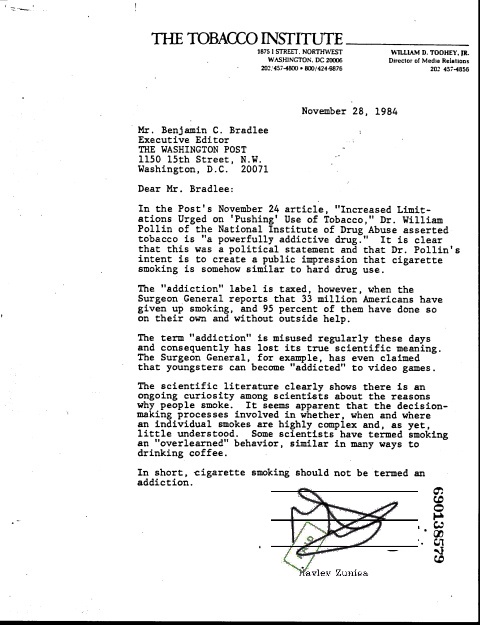 THE TOBACCO INSTITUTE
1875 I STREET, NORTHWEST
WASHINGTON, DC 20006
202/457-4800 • 800/424-9876
WILLIAM D. TOOHEY, JR.
Director of Media Relations
202/457-4856
November 28, 1984
Mr. Benjamin C. Bradlee
Executive Editor
THE WASHINGTON POST
1150 15th Street, N.W.
Washington, D.C. 20071
Dear Mr. Bradlee:
In the Post's November 24 article, "Increased Limit-
ations Urged on 'Pushing' Use of Tobacco," Dr. William
Pollin of the National Institute of Drug Abuse asserted
tobacco is "a powerfully addictive drug." It is clear
that this was a political statement and that Dr. Pollin's
intent is to create a public impression that cigarette
smoking is somehow similar to hard drug use.
The "addiction" label is taxed, however, when the
Surgeon General reports that 33 million Americans have
given up smoking, and 95 percent of them have done so
on their own and without outside help.
The term "addiction" is misused regularly these days
and consequently has lost its true scientific meaning.
The Surgeon General, for example, has even claimed
that youngsters can become "addicted" to video games.
The scientific literature clearly shows there is an
ongoing curiosity among scientists about the reasons
why people smoke. It seems apparent that the decision-
making processes involved in whether, when and where
an individual smokes are highly complex and, as yet,
little understood. Some scientists have termed smoking
an "overlearned" behavior, similar in many ways to
drinking coffee.
In short, cigarette smoking should not be termed an
addiction.
690138579